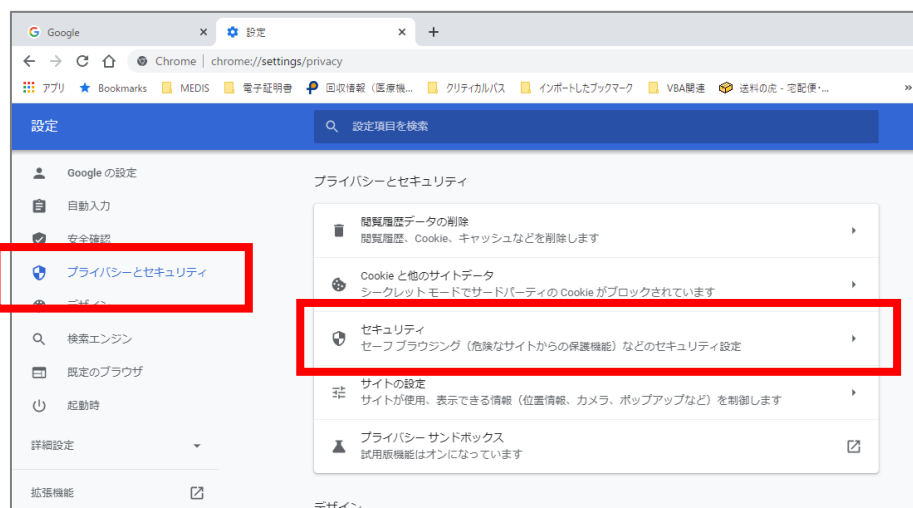 Google
設定
Chrome | chrome://settings/privacy
アプリ
Bookmarks
MEDIS
電子証明書
回収情報（医療機...
クリティカルパス
インポートしたブックマーク
VBA関連
送料の虎 - 宅配便・...
»
設定
設定項目を検索
Google の設定
自動入力
安全確認
プライバシーとセキュリティ
デザイン
検索エンジン
既定のブラウザ
起動時
詳細設定
拡張機能
プライバシーとセキュリティ
閲覧履歴データの削除
閲覧履歴、Cookie、キャッシュなどを削除します
Cookie と他のサイトデータ
シークレット モードでサードパーティの Cookie がブロックされています
セキュリティ
セーフ ブラウジング（危険なサイトからの保護機能）などのセキュリティ設定
サイトの設定
サイトが使用、表示できる情報（位置情報、カメラ、ポップアップなど）を制御します
プライバシー サンドボックス
試用版機能はオンになっています
デザイン